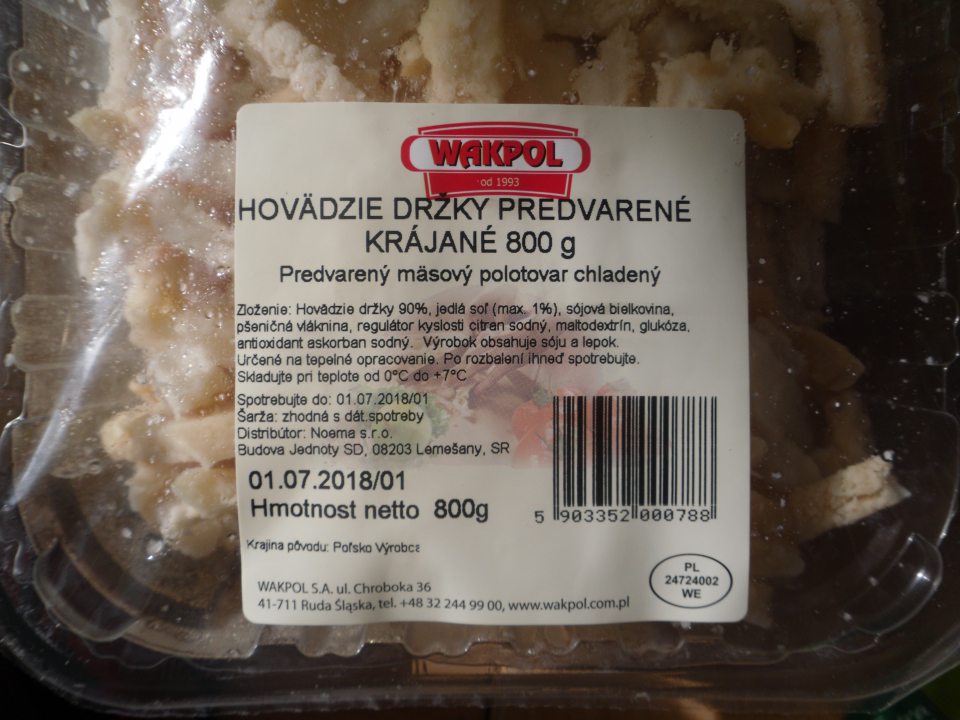 WAKPOL
od 1993
HOVÄDZIE DRŽKY PREDVARENÉ
KRÁJANÉ 800 g
Predvarený mäsový polotovar chladený
Zloženie: Hovädzie držky 90%, jedlá soľ (max. 1%), sójová bielkovina,
pšeničná vláknina, regulátor kyslosti citran sodný, maltodextrín, glukóza,
antioxidant askorban sodný. Výrobok obsahuje sóju a lepok.
Určené na tepelné opracovanie. Po rozbalení ihneď spotrebujte.
Skladujte pri teplote od 0°C do +7°C
Spotrebujte do: 01.07.2018/01
Šarža: zhodná s dát.spotreby
Distribútor: Noema s.r.o.
Budova Jednoty SD, 08203 Lemešany, SR
01.07.2018/01
Hmotnost netto 800g
5 903352 000788
Krajina pôvodu: Poľsko Výrobca
WAKPOL S.A. ul. Chroboka 36
41-711 Ruda Śląska, tel. +48 32 244 99 00, www.wakpol.com.pl
PL
24724002
WE